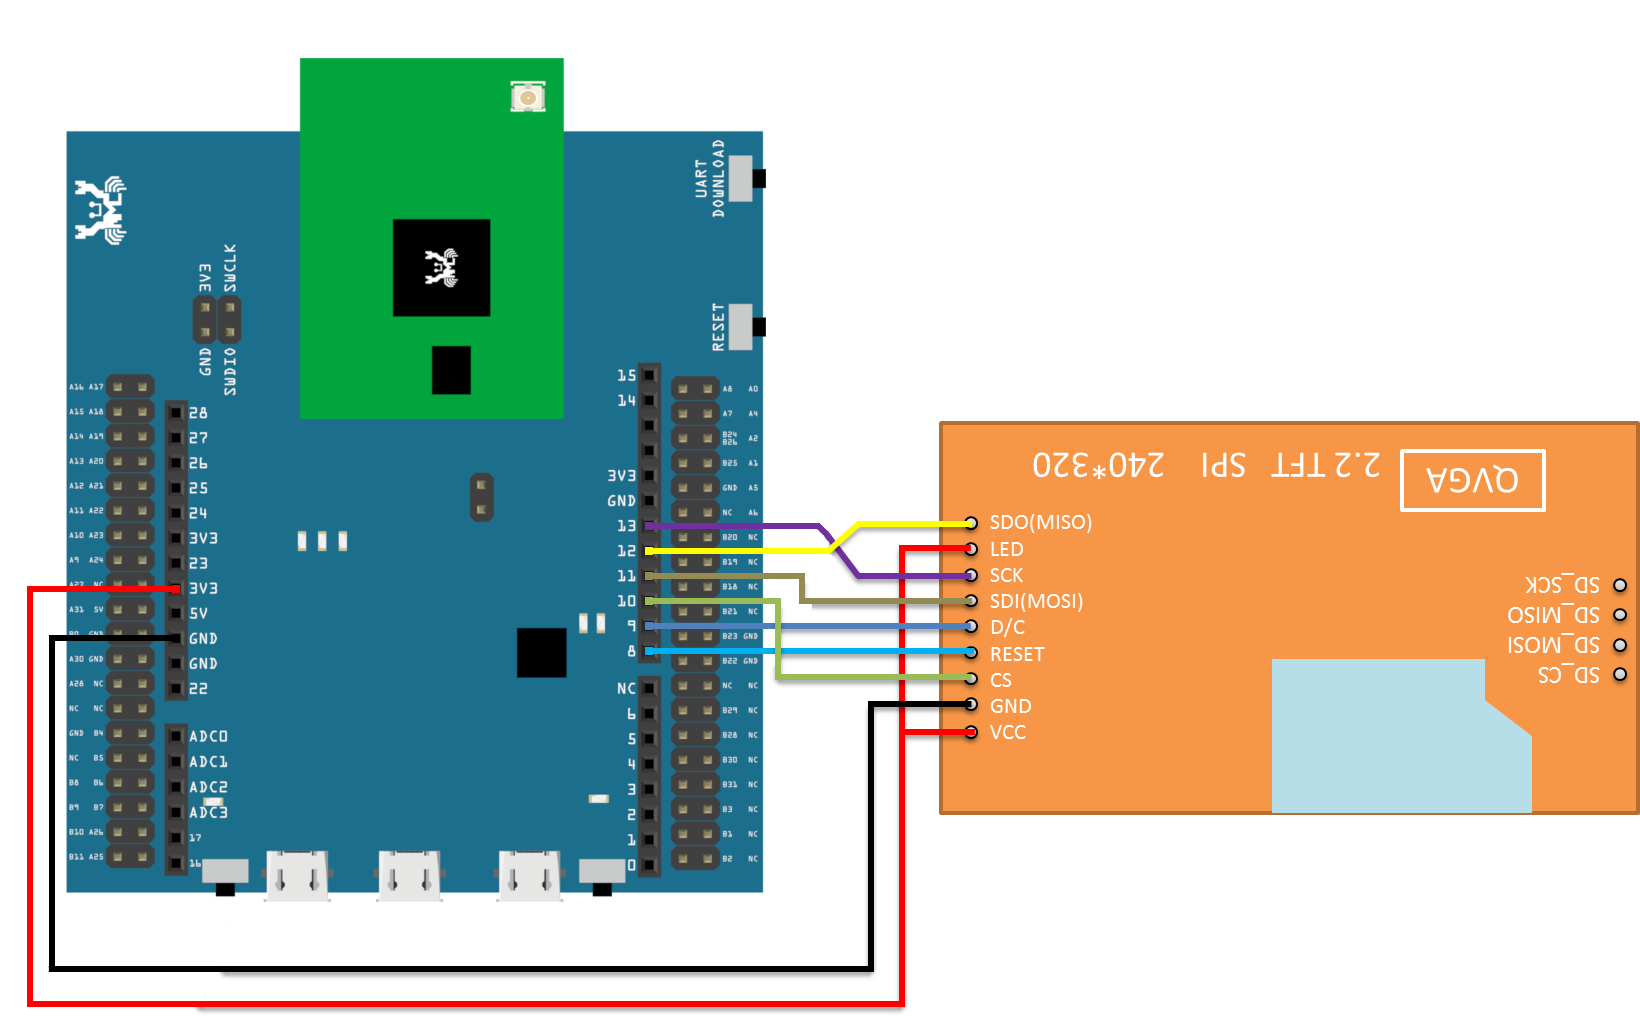 UART
DOWNLOAD
3V3 SWCLK
GND SWDIO
RESET
A16 A17
A15 A18
A14 A19
A13 A20
A12 A21
A11 A22
A10 A23
A9 A24
A27 NC
A31 5V
B0 GND
A30 GND
A28 NC
NC NC
GND B4
NC B5
B8 B6
B9 B7
B10 A26
B11 A25
28
27
26
25
24
3V3
23
3V3
5V
GND
GND
22
ADC0
ADC1
ADC2
ADC3
17
16
15
14
3V3
GND
13
12
11
10
9
8
NC
6
5
4
3
2
1
0
A8 A0
A7 A4
B24
B26 A2
B25 A1
GND A5
NC A6
B20 NC
B19 NC
B18 NC
B21 NC
B23 GND
B22 GND
NC NC
B29 NC
B28 NC
B30 NC
B31 NC
B3 NC
B1 NC
B2 NC
QVGA
2.2 TFT SPI 240*320
SDO(MISO)
LED
SCK
SDI(MOSI)
D/C
RESET
CS
GND
VCC
SD_SCK
SD_MISO
SD_MOSI
SD_CS